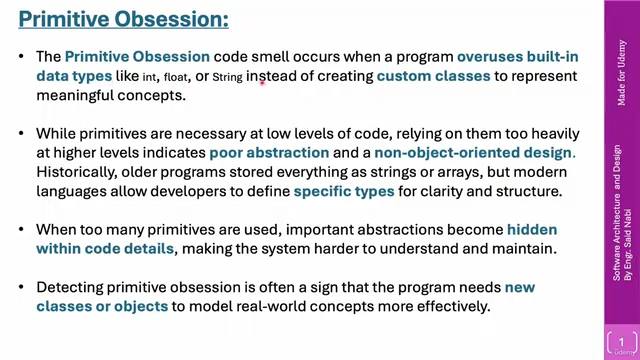 Primitive Obsession:
• The Primitive Obsession code smell occurs when a program overuses built-in
data types like int, float, or String instead of creating custom classes to represent
meaningful concepts.
• While primitives are necessary at low levels of code, relying on them too heavily
at higher levels indicates poor abstraction and a non-object-oriented design.
Historically, older programs stored everything as strings or arrays, but modern
languages allow developers to define specific types for clarity and structure.
• When too many primitives are used, important abstractions become hidden
within code details, making the system harder to understand and maintain.
• Detecting primitive obsession is often a sign that the program needs new
classes or objects to model real-world concepts more effectively.
Made for Udemy
Software Architecture and Design
By Engr. Said Nabi
1
Udemy